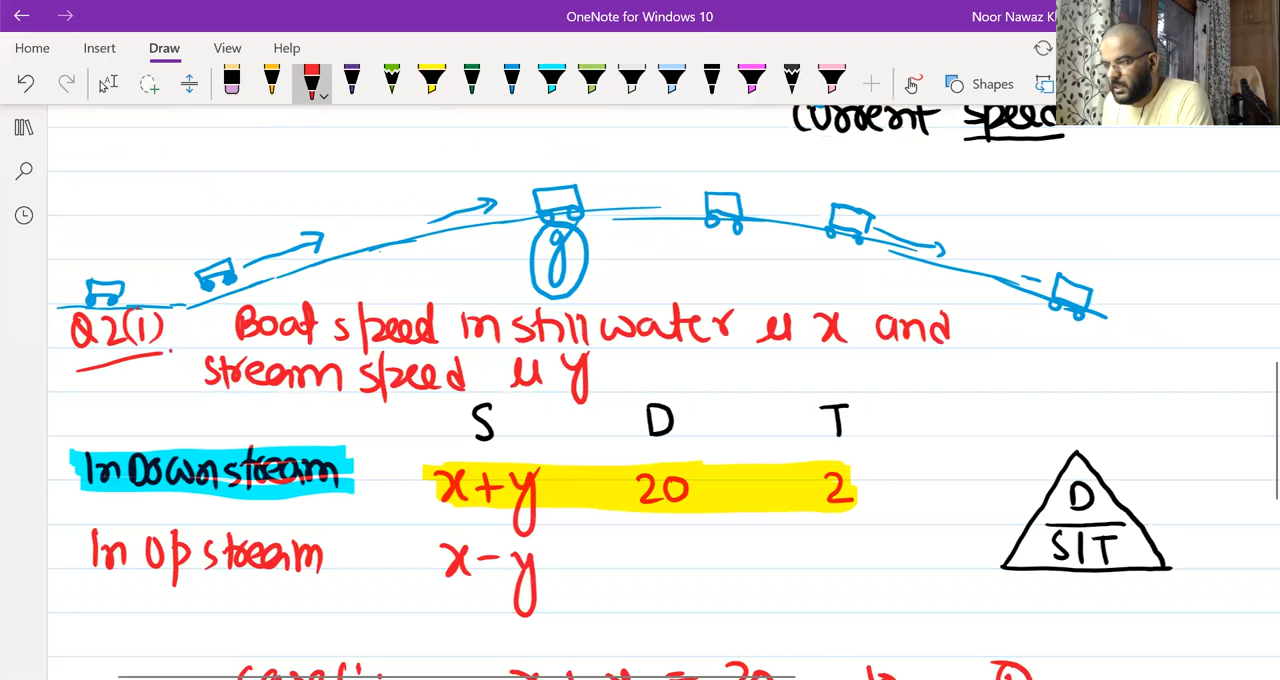 OneNote for Windows 10
Noor Nawaz Kh
Home Insert Draw View Help
Shapes
Current speed
g
Q2(1). Boat speed in still water u x and
stream speed u y
S D T
In Downstream x+y 20 2
In Upstream x-y
D
S|T